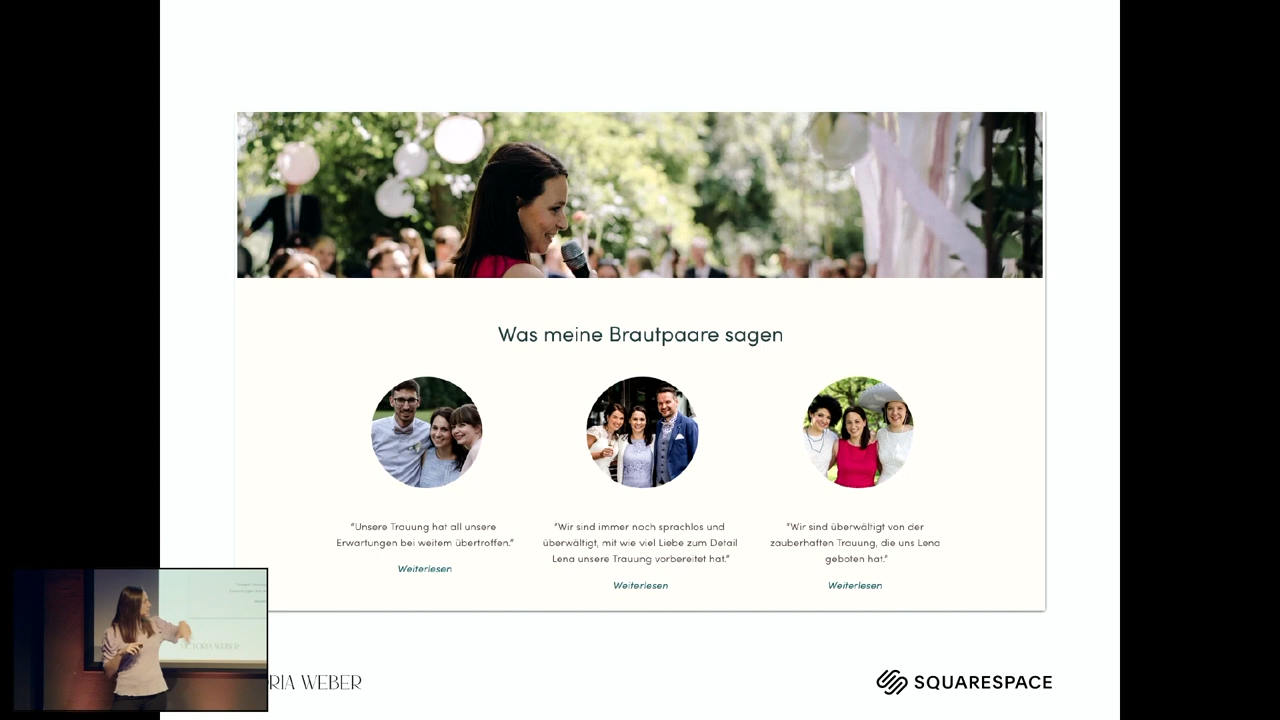 Was meine Brautpaare sagen
"Unsere Trauung hat all unsere
Erwartungen bei weitem übertroffen."
Weiterlesen
"Wir sind immer noch sprachlos und
überwältigt, mit wie viel Liebe zum Detail
Lena unsere Trauung vorbereitet hat."
Weiterlesen
"Wir sind überwältigt von der
zauberhaften Trauung, die uns Lena
geboten hat."
Weiterlesen
VICTORIA WEBER
RIA WEBER
SQUARESPACE